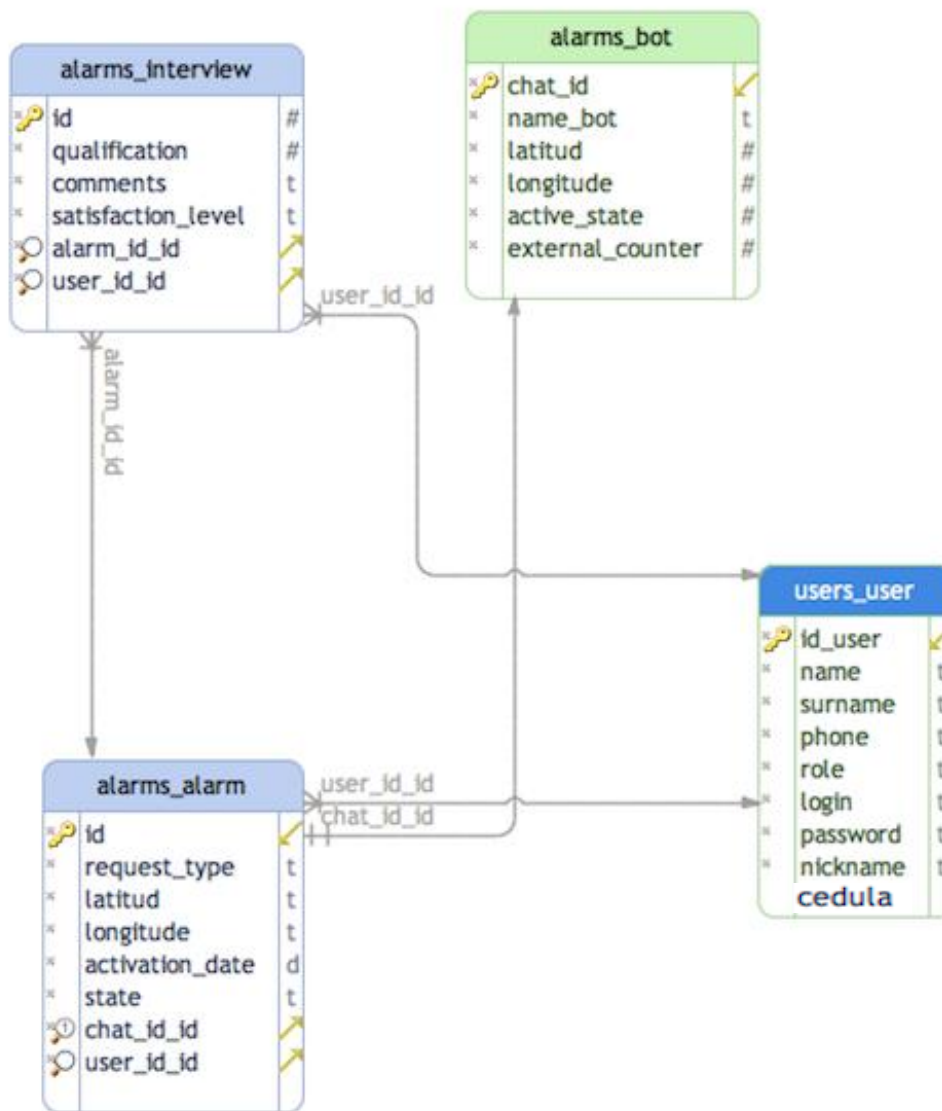 alarms_interview
id #
qualification #
comments t
satisfaction_level t
alarm_id_id
user_id_id
alarms_bot
chat_id
name_bot t
latitud #
longitude #
active_state #
external_counter #
user_id_id
alarm_id_id
users_user
id_user
name t
surname t
phone t
role t
login t
password t
nickname t
cedula
alarms_alarm
id
request_type t
latitud t
longitude t
activation_date d
state t
chat_id_id
user_id_id
user_id_id
chat_id_id